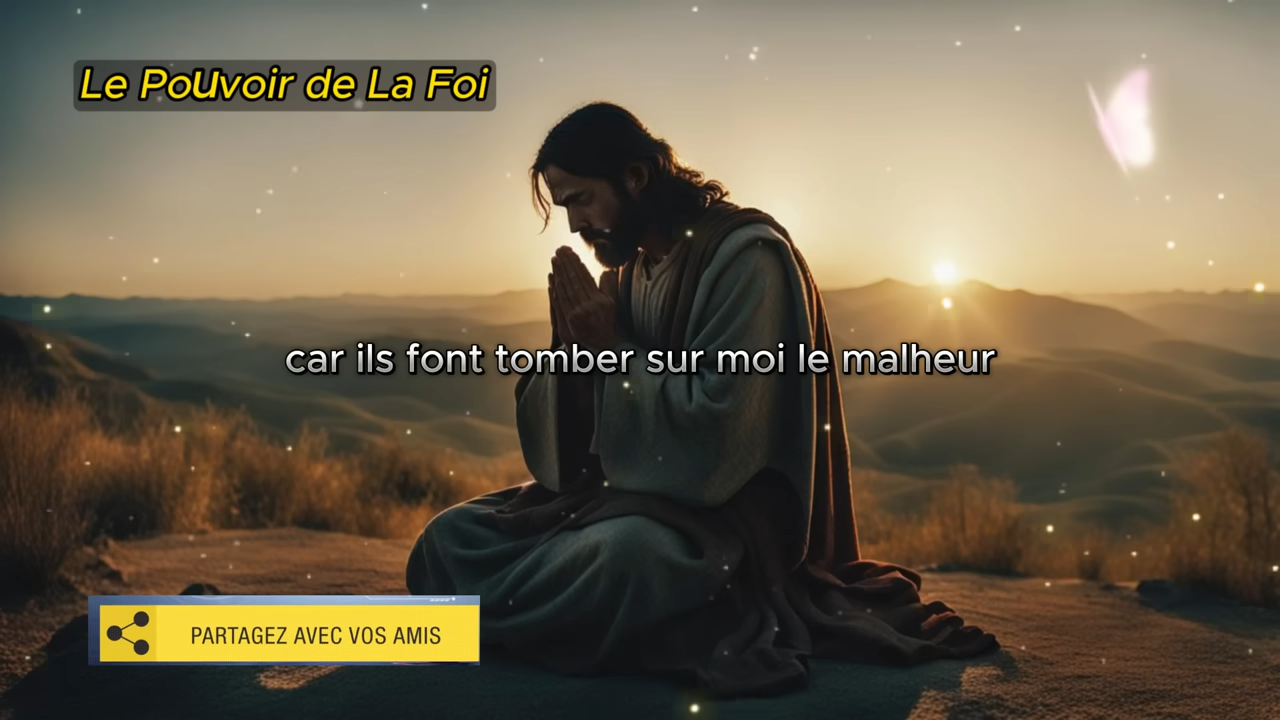 Le Pouvoir de La Foi
car ils font tomber sur moi le malheur
PARTAGEZ AVEC VOS AMIS